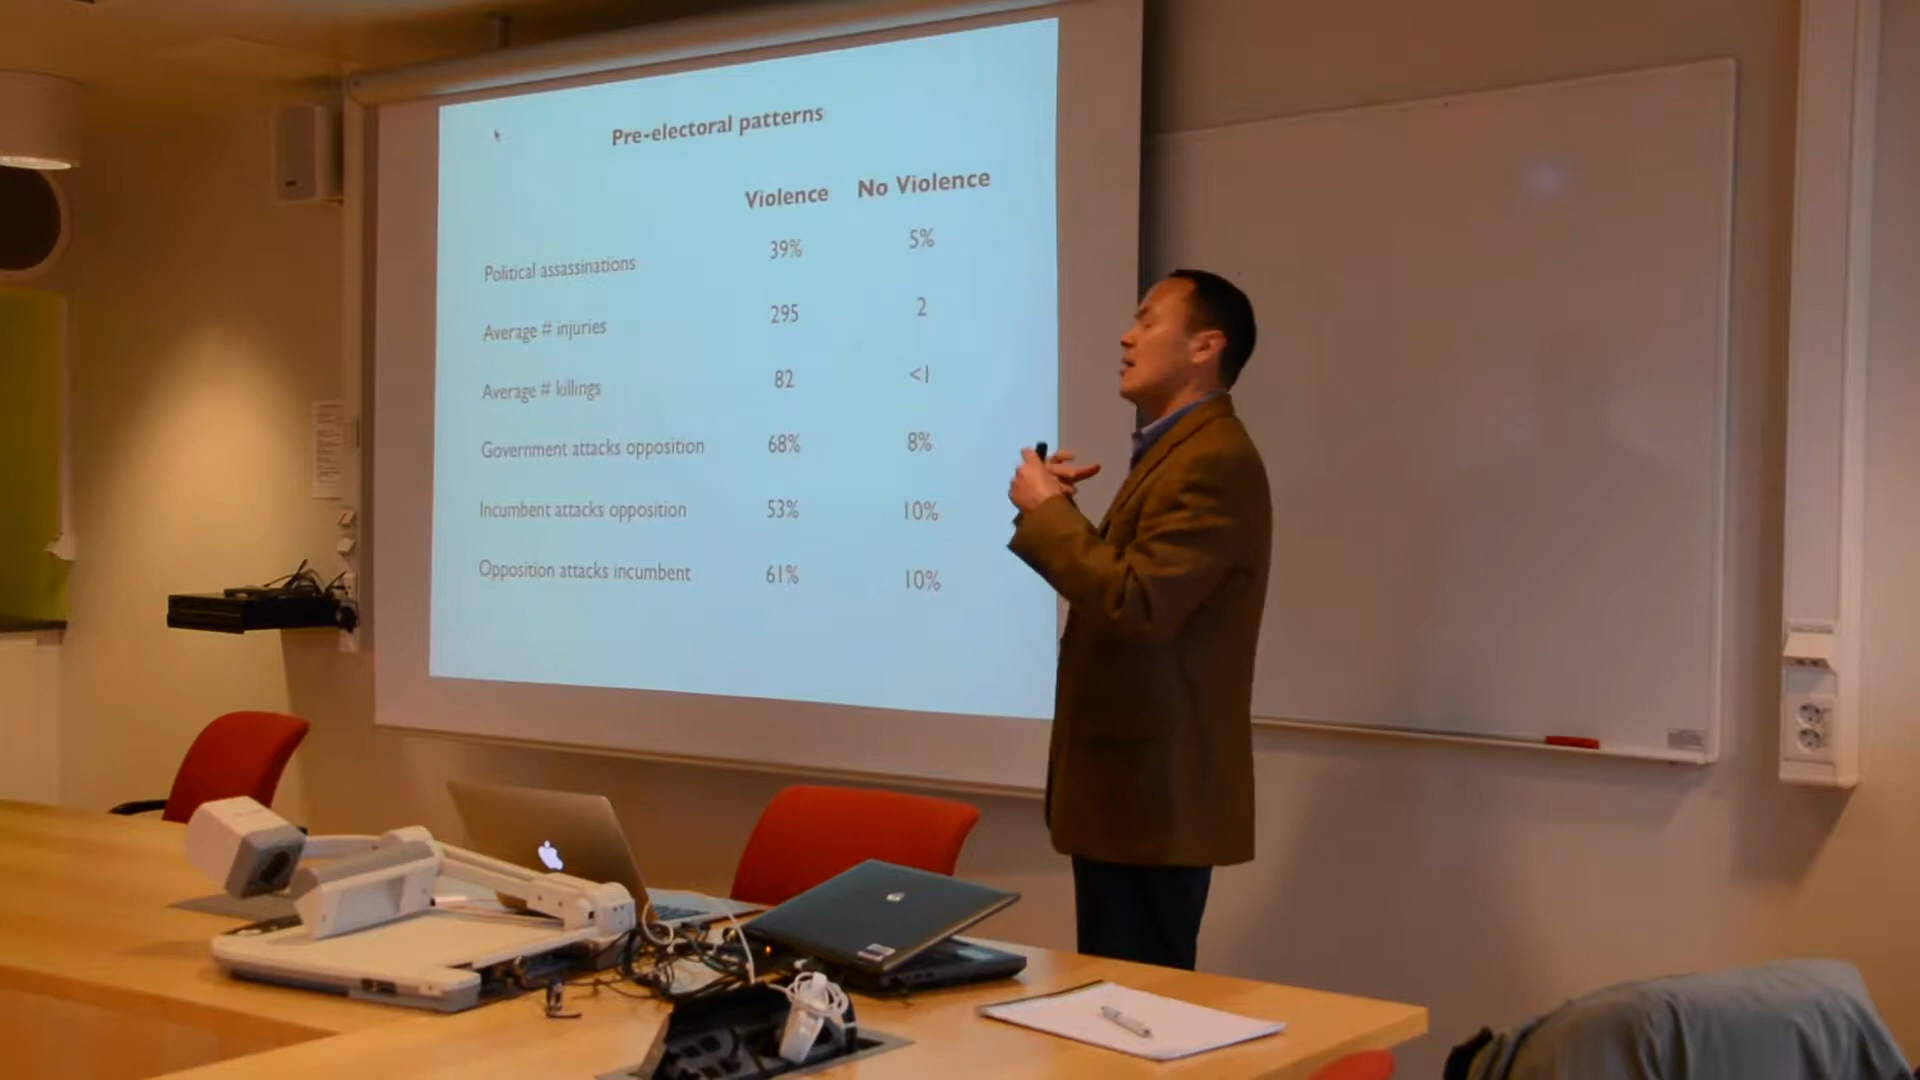 Pre-electoral patterns
Violence No Violence
Political assassinations 39% 5%
Average # injuries 295 2
Average # killings 82 <1
Government attacks opposition 68% 8%
Incumbent attacks opposition 53% 10%
Opposition attacks incumbent 61% 10%